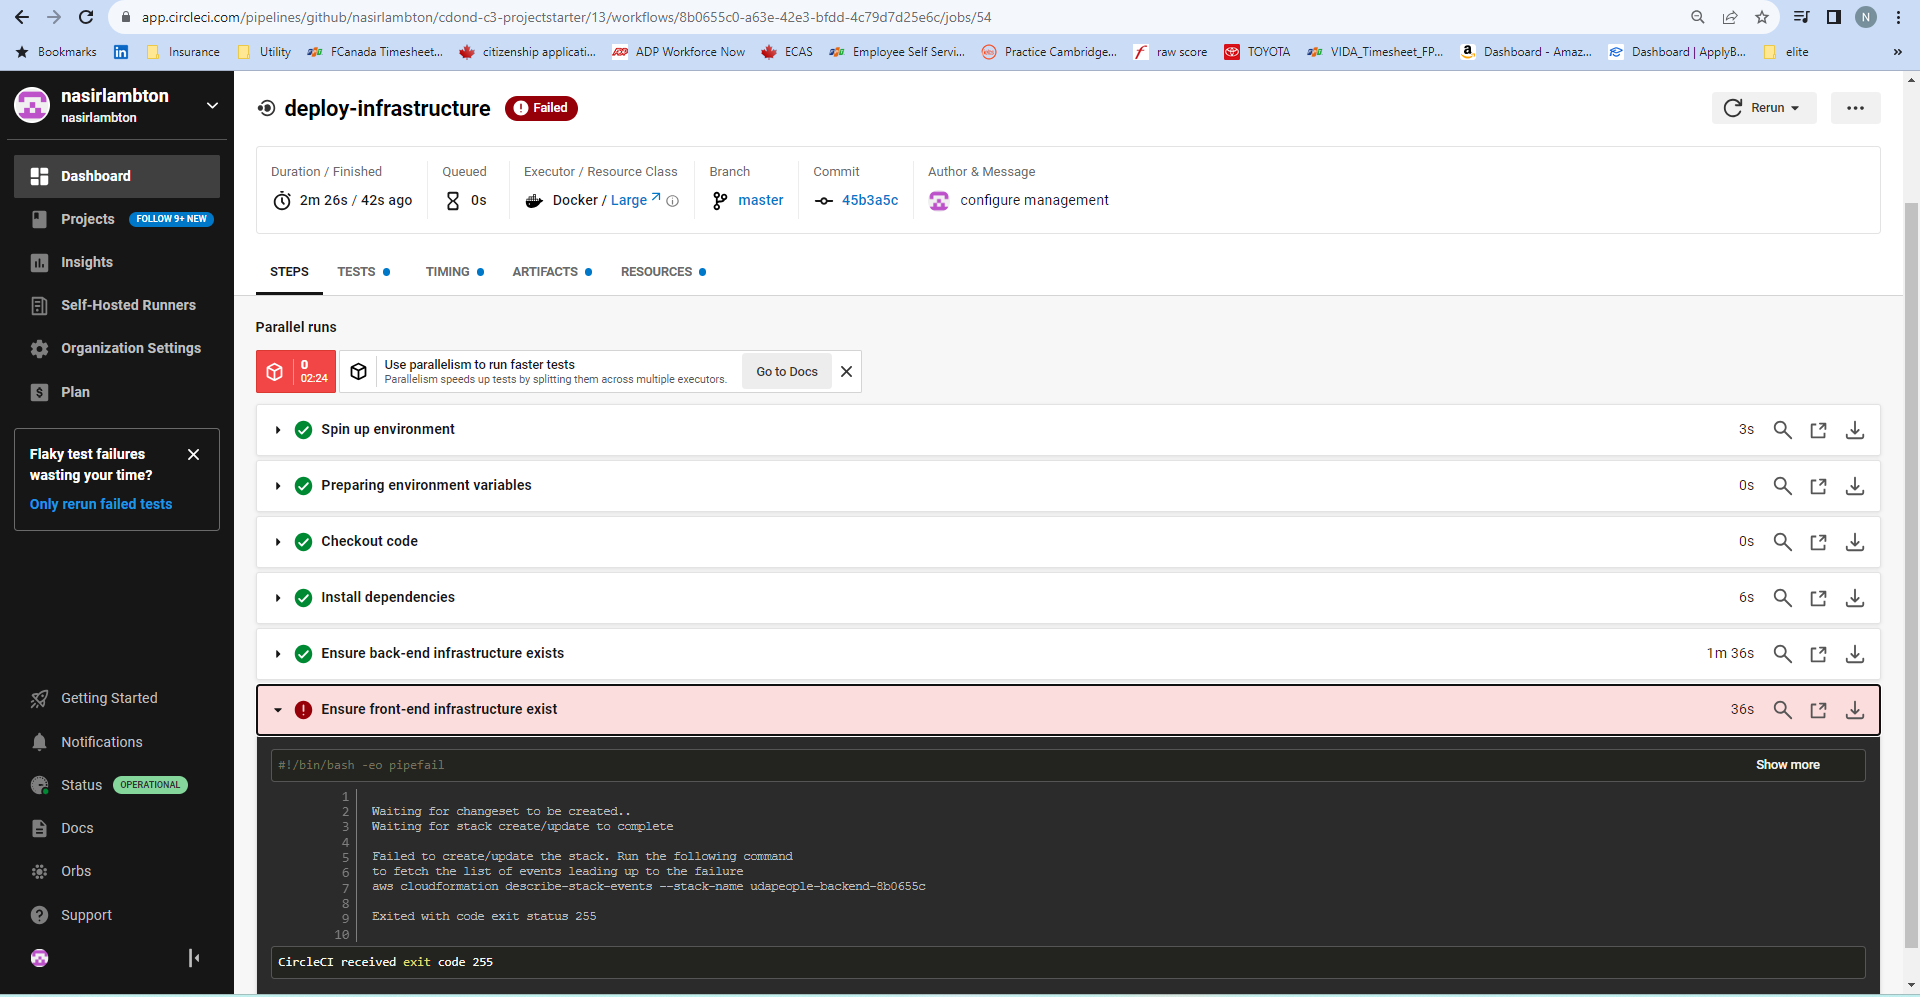 app.circleci.com/pipelines/github/nasirlambton/cdond-c3-projectstarter/13/workflows/8b0655c0-a63e-42e3-bfdd-4c79d7d25e6c/jobs/54
N
Bookmarks
Insurance
Utility
FCanada Timesheet...
citizenship applicati...
ADP Workforce Now
ECAS
Employee Self Servi...
Practice Cambridge...
raw score
TOYOTA
VIDA_Timesheet_FP...
Dashboard - Amaz...
Dashboard | ApplyB...
elite
»
nasirlambton
nasirlambton
Dashboard
Projects FOLLOW 9+ NEW
Insights
Self-Hosted Runners
Organization Settings
Plan
Flaky test failures
wasting your time?
Only rerun failed tests
Getting Started
Notifications
Status OPERATIONAL
Docs
Orbs
Support
deploy-infrastructure Failed
Rerun
Duration / Finished
2m 26s / 42s ago
Queued
0s
Executor / Resource Class
Docker / Large
Branch
master
Commit
45b3a5c
Author & Message
configure management
STEPS TESTS TIMING ARTIFACTS RESOURCES
Parallel runs
0
02:24
Use parallelism to run faster tests
Parallelism speeds up tests by splitting them across multiple executors.
Go to Docs
Spin up environment 3s
Preparing environment variables 0s
Checkout code 0s
Install dependencies 6s
Ensure back-end infrastructure exists 1m 36s
Ensure front-end infrastructure exist 36s
#!/bin/bash -eo pipefail Show more
1
2 Waiting for changeset to be created..
3 Waiting for stack create/update to complete
4
5 Failed to create/update the stack. Run the following command
6 to fetch the list of events leading up to the failure
7 aws cloudformation describe-stack-events --stack-name udapeople-backend-8b0655c
8
9 Exited with code exit status 255
10
CircleCI received exit code 255